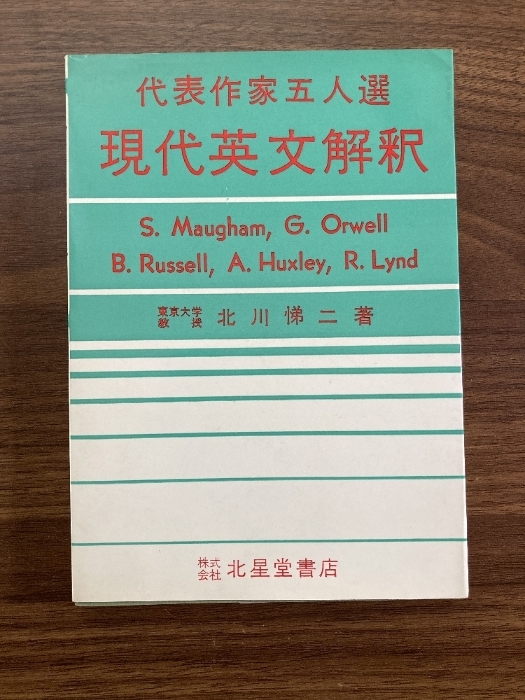 代表作家五人選
現代英文解釈
S. Maugham, G. Orwell
B. Russell, A. Huxley, R. Lynd
東京大学教授 北川悌二著
株式会社 北星堂書店